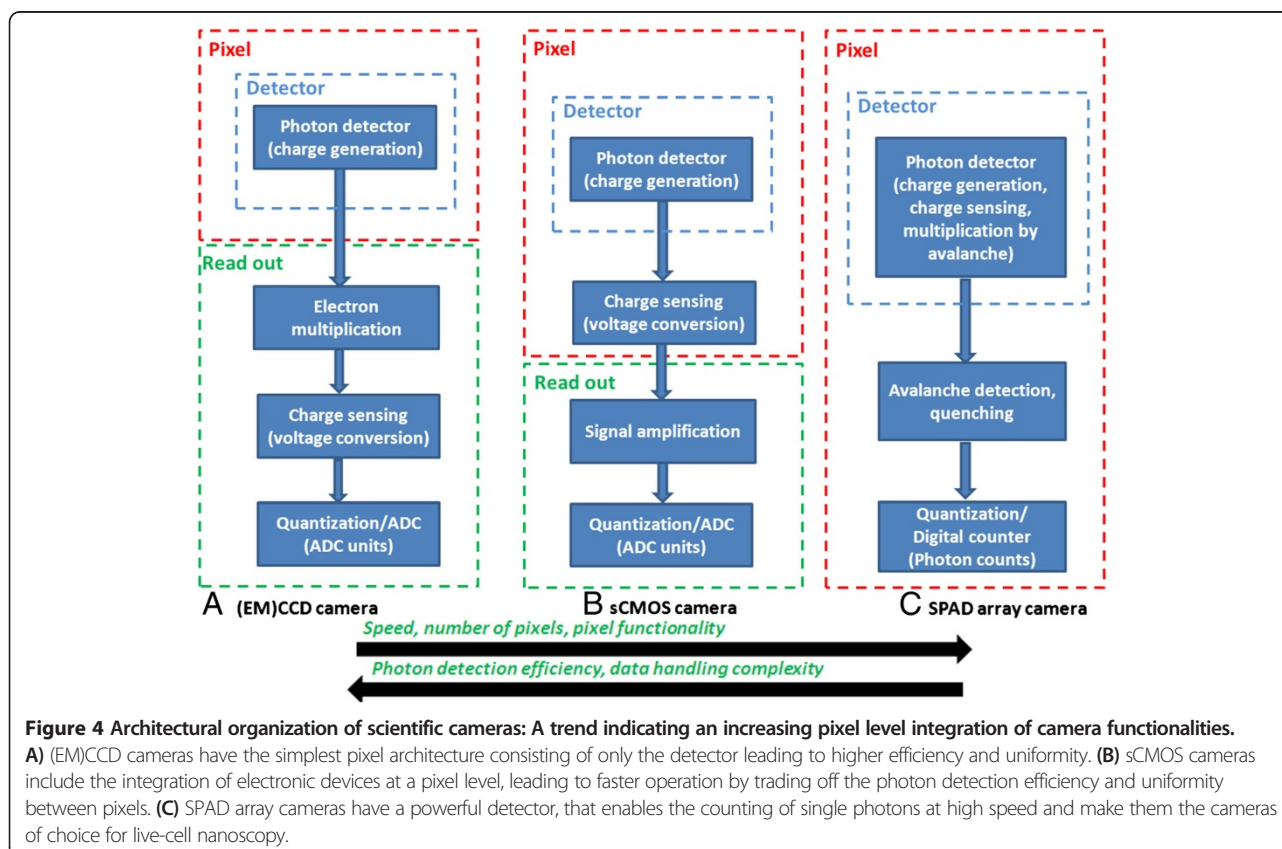 Pixel
Detector
Photon detector
(charge generation)
Read out
Electron
multiplication
Charge sensing
(voltage conversion)
Quantization/ADC
(ADC units)
A (EM)CCD camera
Pixel
Detector
Photon detector
(charge generation)
Charge sensing
(voltage conversion)
Read out
Signal amplification
Quantization/ADC
(ADC units)
B sCMOS camera
Pixel
Detector
Photon detector
(charge generation,
charge sensing,
multiplication by
avalanche)
Avalanche detection,
quenching
Quantization/
Digital counter
(Photon counts)
C SPAD array camera
Speed, number of pixels, pixel functionality
Photon detection efficiency, data handling complexity
Figure 4 Architectural organization of scientific cameras: A trend indicating an increasing pixel level integration of camera functionalities.
A) (EM)CCD cameras have the simplest pixel architecture consisting of only the detector leading to higher efficiency and uniformity. (B) sCMOS cameras
include the integration of electronic devices at a pixel level, leading to faster operation by trading off the photon detection efficiency and uniformity
between pixels. (C) SPAD array cameras have a powerful detector, that enables the counting of single photons at high speed and make them the cameras
of choice for live-cell nanoscopy.